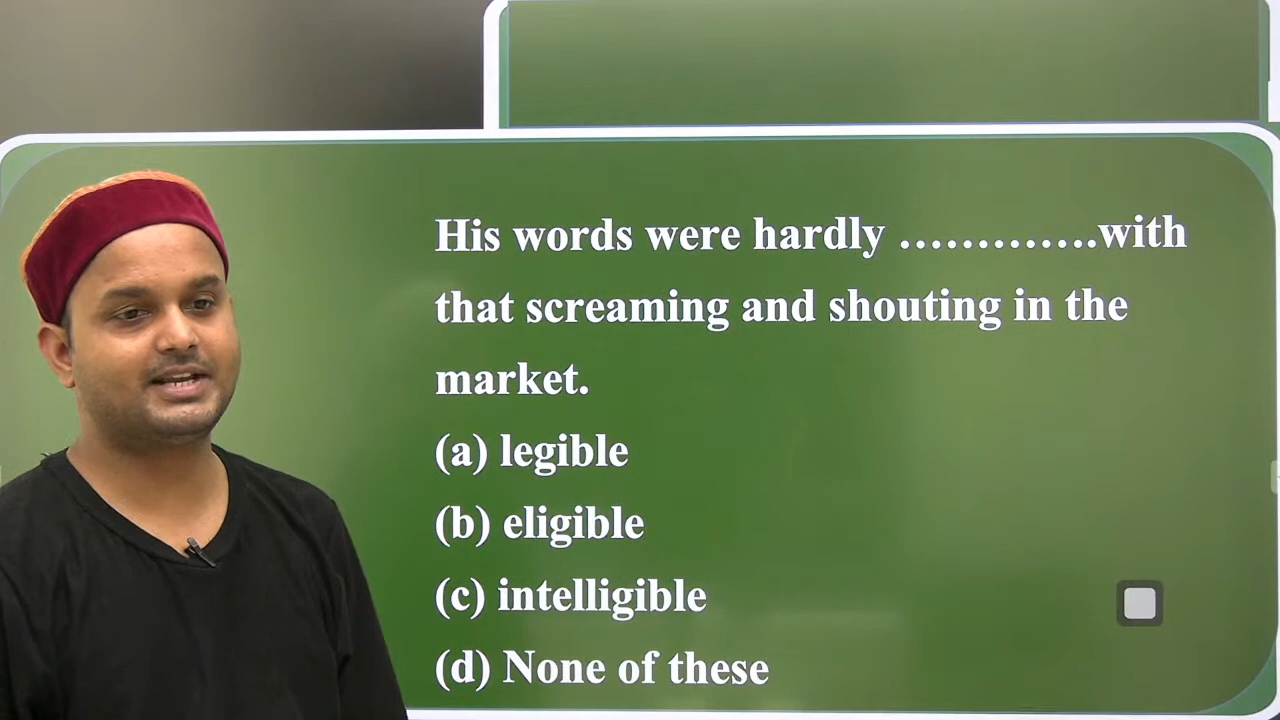 His words were hardly .............with
that screaming and shouting in the
market.
(a) legible
(b) eligible
(c) intelligible
(d) None of these